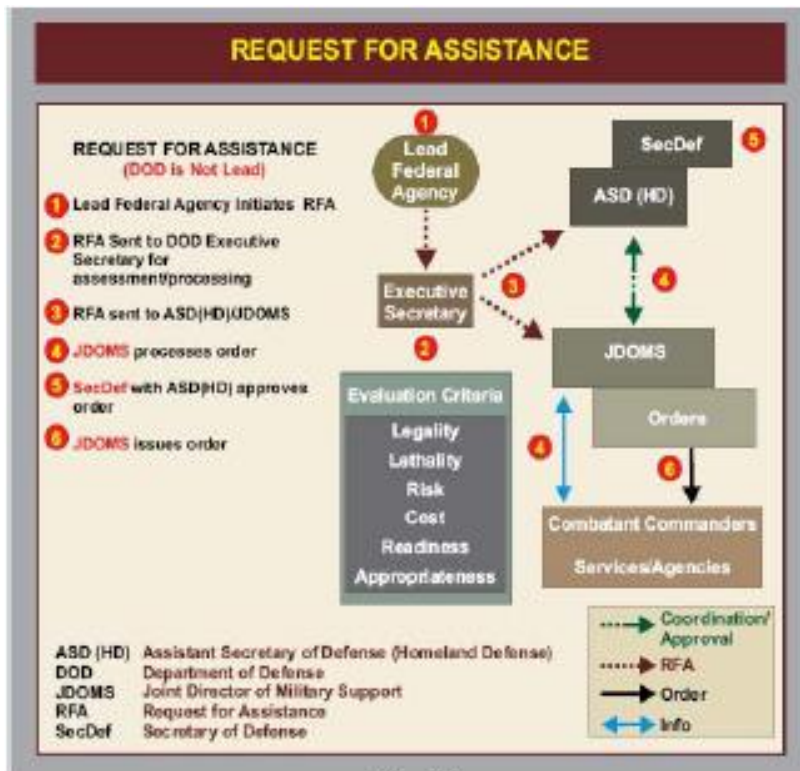 REQUEST FOR ASSISTANCE
REQUEST FOR ASSISTANCE
(DOD is Not Lead)
1 Lead Federal Agency Initiates RFA
2 RFA Sent to DOD Executive
Secretary for
assessment/processing
3 RFA sent to ASD(HD)/JDOMS
4 JDOMS processes order
5 SecDef with ASD(HD) approves
order
6 JDOMS issues order
1
Lead
Federal
Agency
Executive
Secretary
2
3
SecDef
5
ASD (HD)
4
JDOMS
Orders
4
6
Combatant Commanders
Services/Agencies
Evaluation Criteria
Legality
Lathality
Risk
Cost
Readiness
Appropriateness
Coordination/
Approval
RFA
Order
Info
ASD (HD) Assistant Secretary of Defense (Homeland Defense)
DOD Department of Defense
JDOMS Joint Director of Military Support
RFA Request for Assistance
SecDef Secretary of Defense